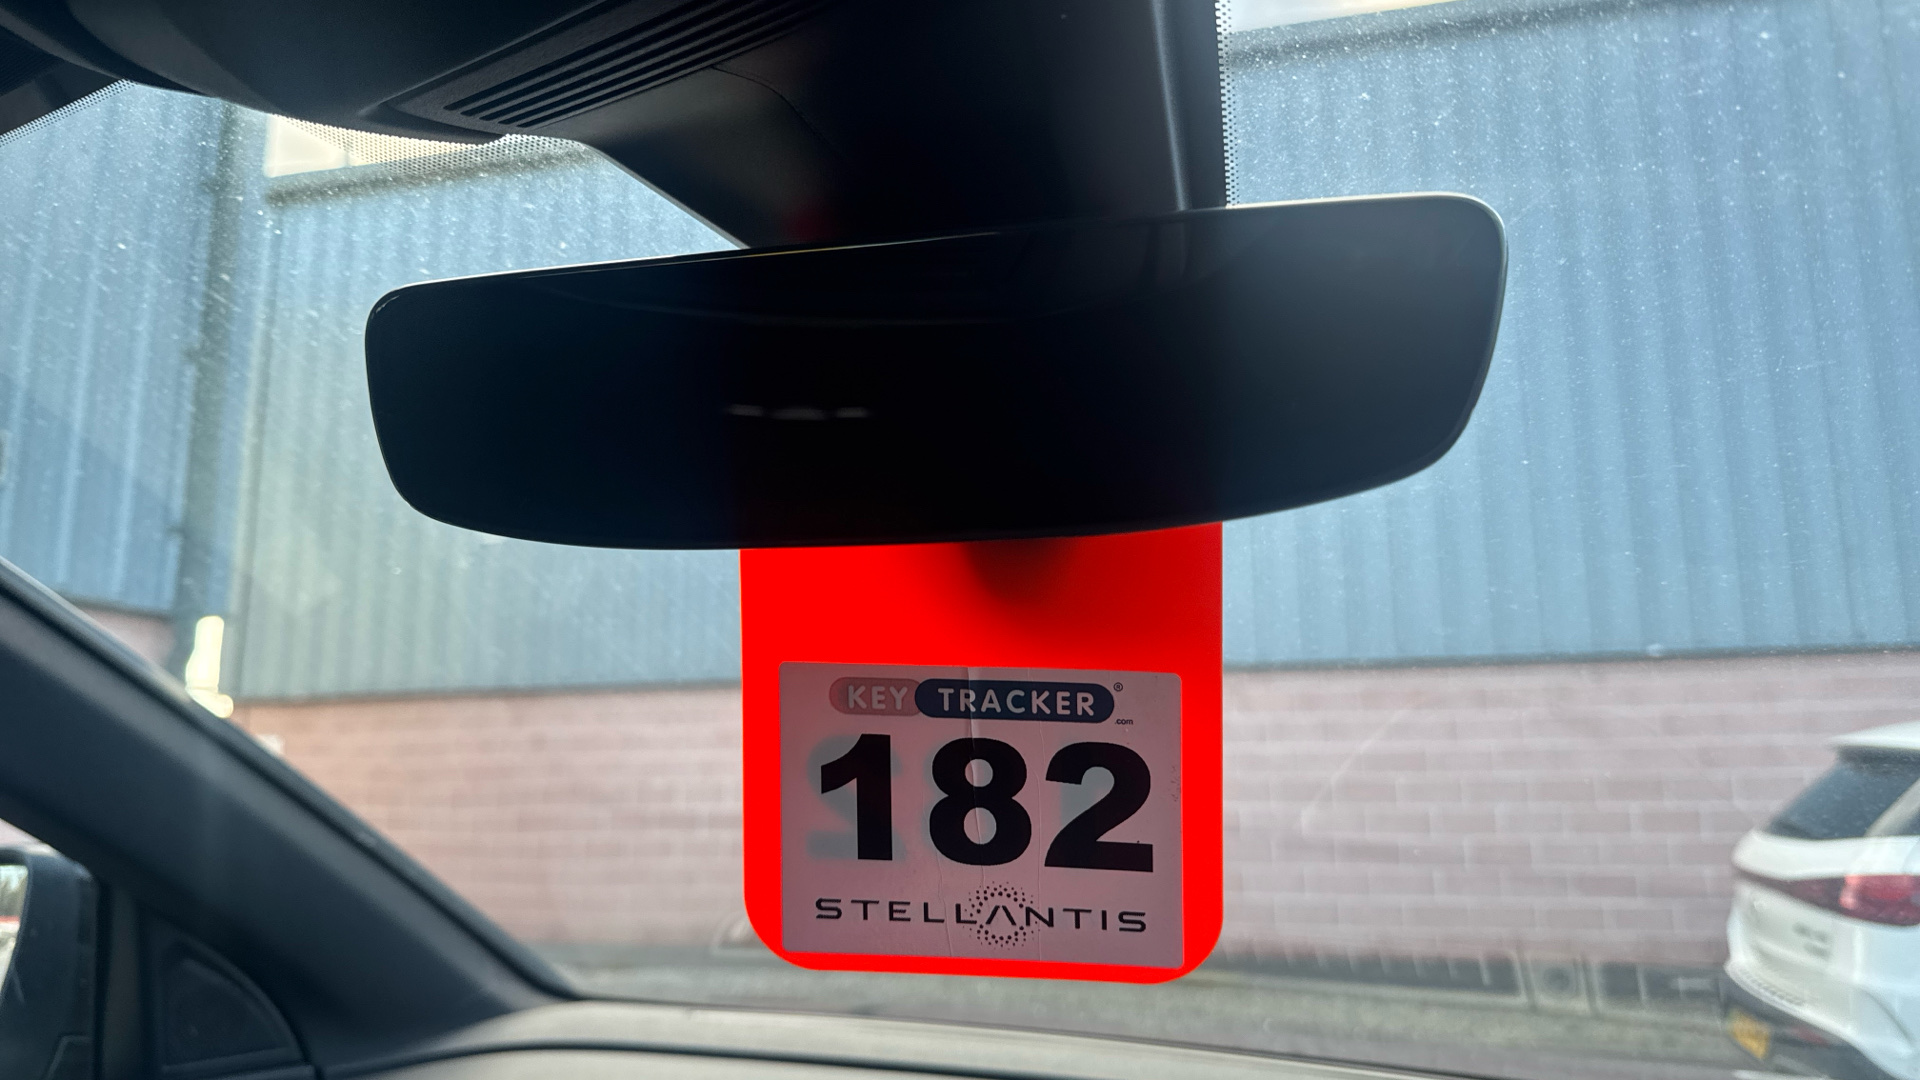 KEY TRACKER®
.com
182
STELLANTIS